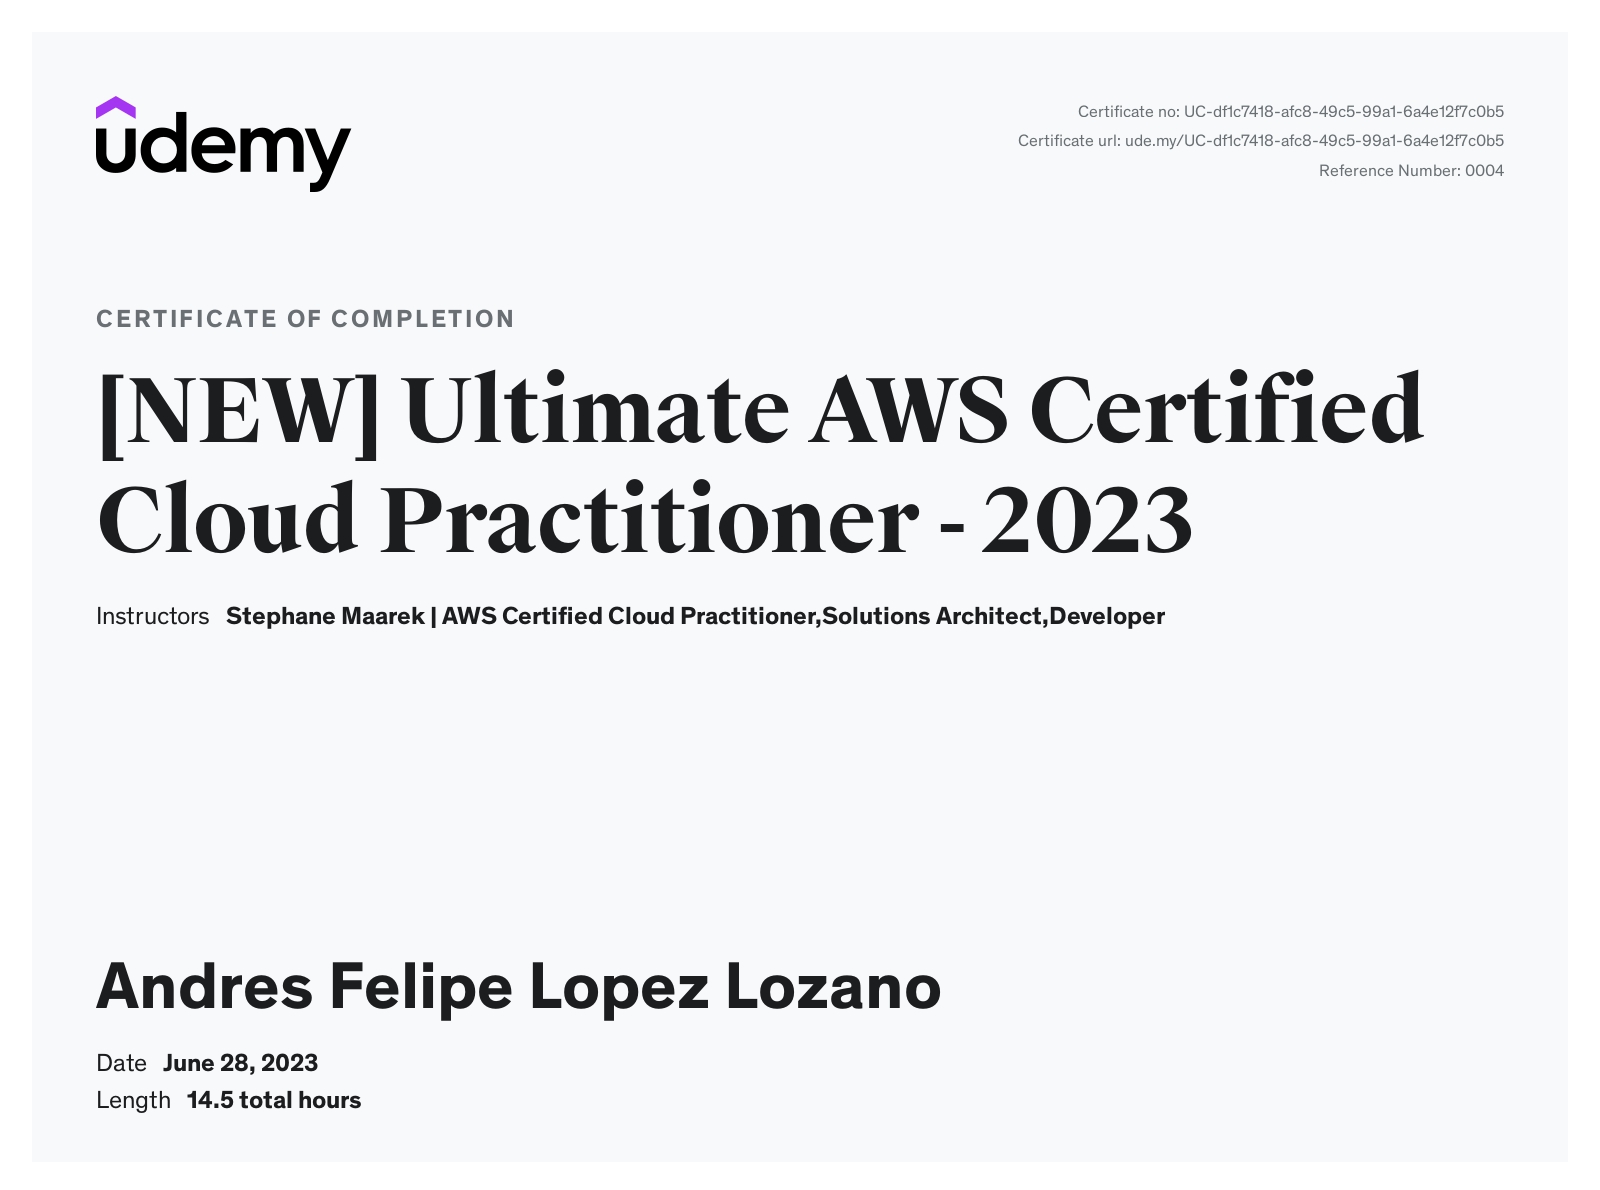 udemy
Certificate no: UC-df1c7418-afc8-49c5-99a1-6a4e12f7c0b5
Certificate url: ude.my/UC-df1c7418-afc8-49c5-99a1-6a4e12f7c0b5
Reference Number: 0004
CERTIFICATE OF COMPLETION
[NEW] Ultimate AWS Certified
Cloud Practitioner - 2023
Instructors Stephane Maarek | AWS Certified Cloud Practitioner,Solutions Architect,Developer
Andres Felipe Lopez Lozano
Date June 28, 2023
Length 14.5 total hours